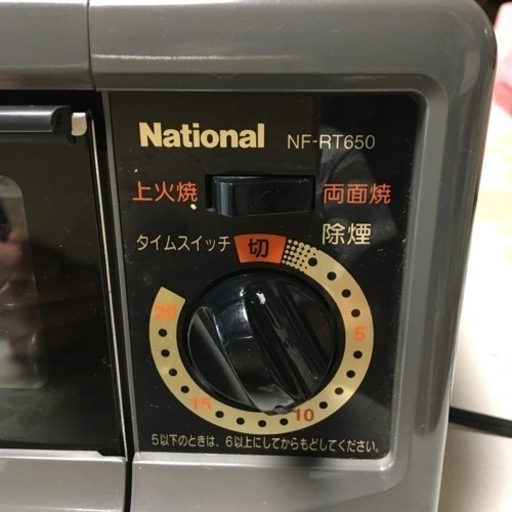 National NF-RT650
上火焼 両面焼
タイムスイッチ 切 除煙
20 5
15 10
5以下のときは、6以上にしてからもどしてください。